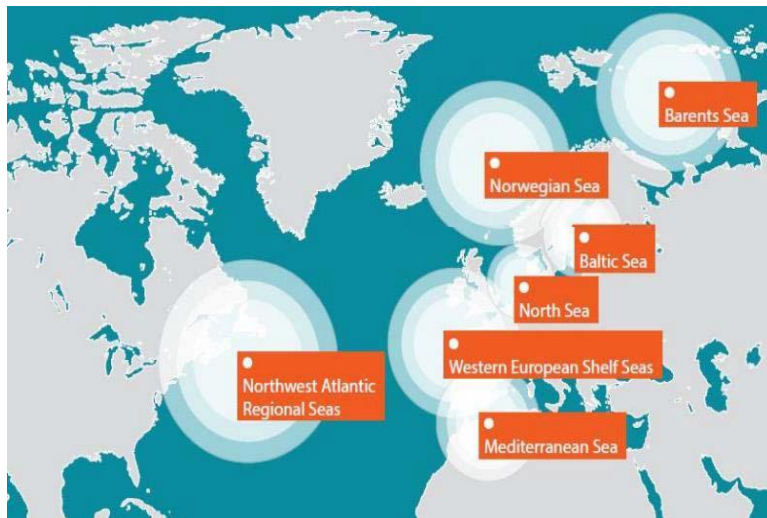 Barents Sea
Norwegian Sea
Baltic Sea
North Sea
Western European Shelf Seas
Northwest Atlantic
Regional Seas
Mediterranean Sea